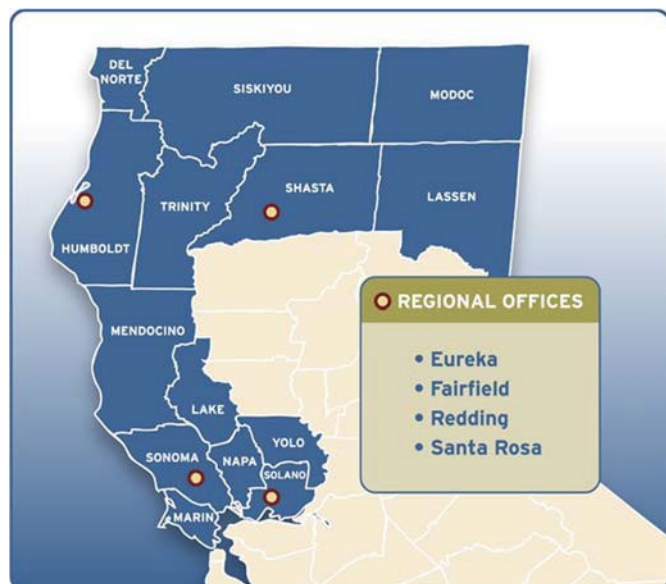 DEL
NORTE
SISKIYOU
MODOC
SHASTA
TRINITY
LASSEN
HUMBOLDT
MENDOCINO
LAKE
YOLO
SONOMA
NAPA
SOLANO
MARIN
REGIONAL OFFICES
• Eureka
• Fairfield
• Redding
• Santa Rosa